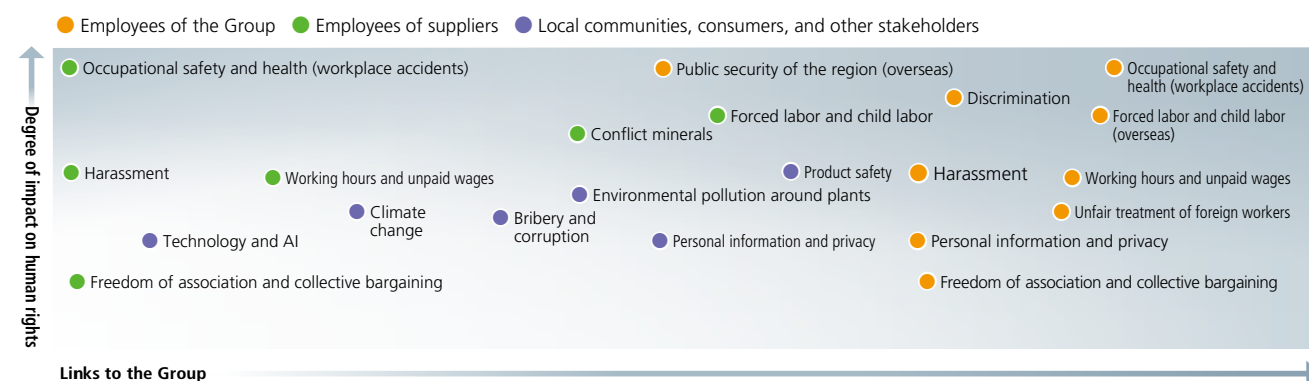 Employees of the Group Employees of suppliers Local communities, consumers, and other stakeholders
Degree of impact on human rights
Occupational safety and health (workplace accidents)
Public security of the region (overseas)
Occupational safety and
health (workplace accidents)
Discrimination
Forced labor and child labor
Forced labor and child labor
(overseas)
Conflict minerals
Harassment
Working hours and unpaid wages
Product safety
Harassment
Working hours and unpaid wages
Environmental pollution around plants
Climate
change
Bribery and
corruption
Unfair treatment of foreign workers
Technology and AI
Personal information and privacy
Personal information and privacy
Freedom of association and collective bargaining
Freedom of association and collective bargaining
Links to the Group